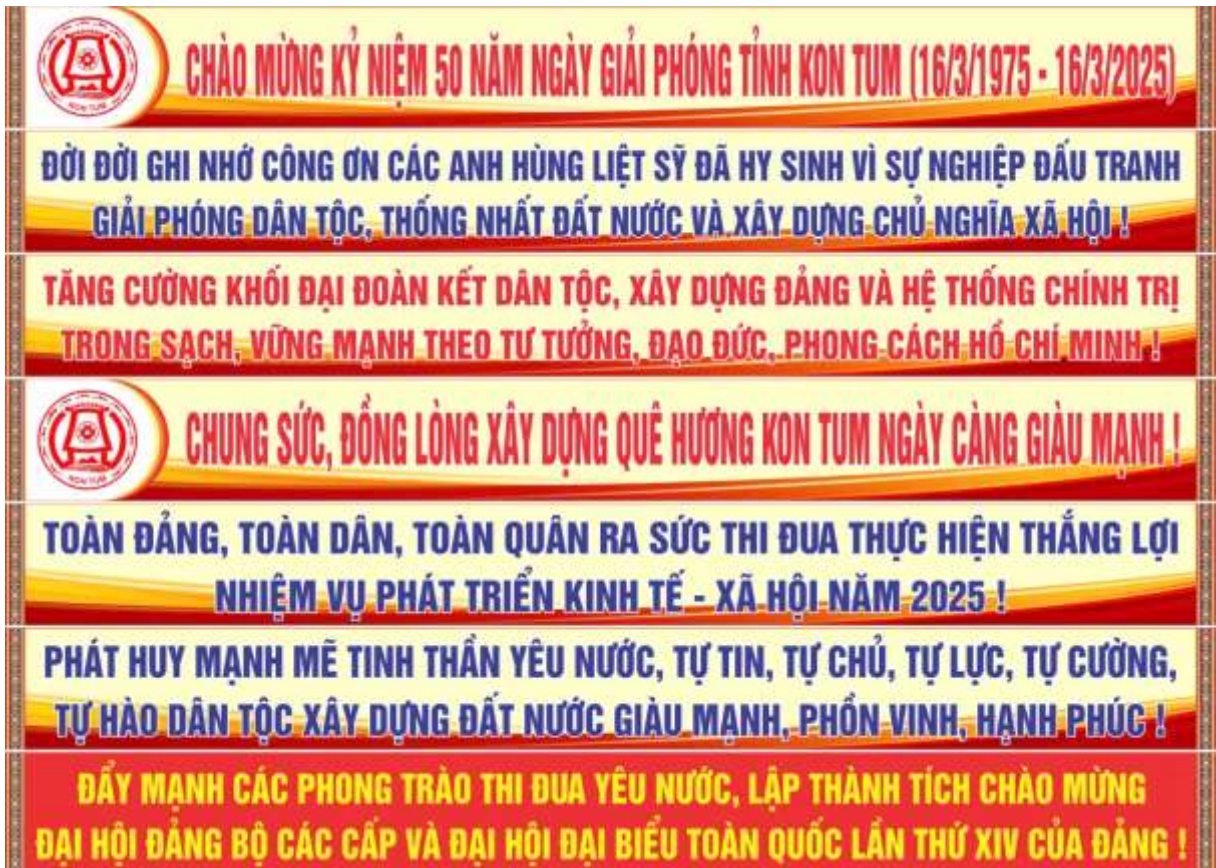 CHÀO MỪNG KỶ NIỆM 50 NĂM NGÀY GIẢI PHÓNG TỈNH KON TUM (16/3/1975 - 16/3/2025)
KON TUM
ĐỜI ĐỜI GHI NHỚ CÔNG ƠN CÁC ANH HÙNG LIỆT SỸ ĐÃ HY SINH VÌ SỰ NGHIỆP ĐẤU TRANH
GIẢI PHÓNG DÂN TỘC, THỐNG NHẤT ĐẤT NƯỚC VÀ XÂY DỰNG CHỦ NGHĨA XÃ HỘI !
TĂNG CƯỜNG KHỐI ĐẠI ĐOÀN KẾT DÂN TỘC, XÂY DỰNG ĐẢNG VÀ HỆ THỐNG CHÍNH TRỊ
TRONG SẠCH, VỮNG MẠNH THEO TƯ TƯỞNG, ĐẠO ĐỨC, PHONG CÁCH HỒ CHÍ MINH !
CHUNG SỨC, ĐỒNG LÒNG XÂY DỰNG QUÊ HƯƠNG KON TUM NGÀY CÀNG GIÀU MẠNH !
KON TUM
TOÀN ĐẢNG, TOÀN DÂN, TOÀN QUÂN RA SỨC THI ĐUA THỰC HIỆN THẮNG LỢI
NHIỆM VỤ PHÁT TRIỂN KINH TẾ - XÃ HỘI NĂM 2025 !
PHÁT HUY MẠNH MẼ TINH THẦN YÊU NƯỚC, TỰ TIN, TỰ CHỦ, TỰ LỰC, TỰ CƯỜNG,
TỰ HÀO DÂN TỘC XÂY DỰNG ĐẤT NƯỚC GIÀU MẠNH, PHỒN VINH, HẠNH PHÚC !
ĐẨY MẠNH CÁC PHONG TRÀO THI ĐUA YÊU NƯỚC, LẬP THÀNH TÍCH CHÀO MỪNG
ĐẠI HỘI ĐẢNG BỘ CÁC CẤP VÀ ĐẠI HỘI ĐẠI BIỂU TOÀN QUỐC LẦN THỨ XIV CỦA ĐẢNG !